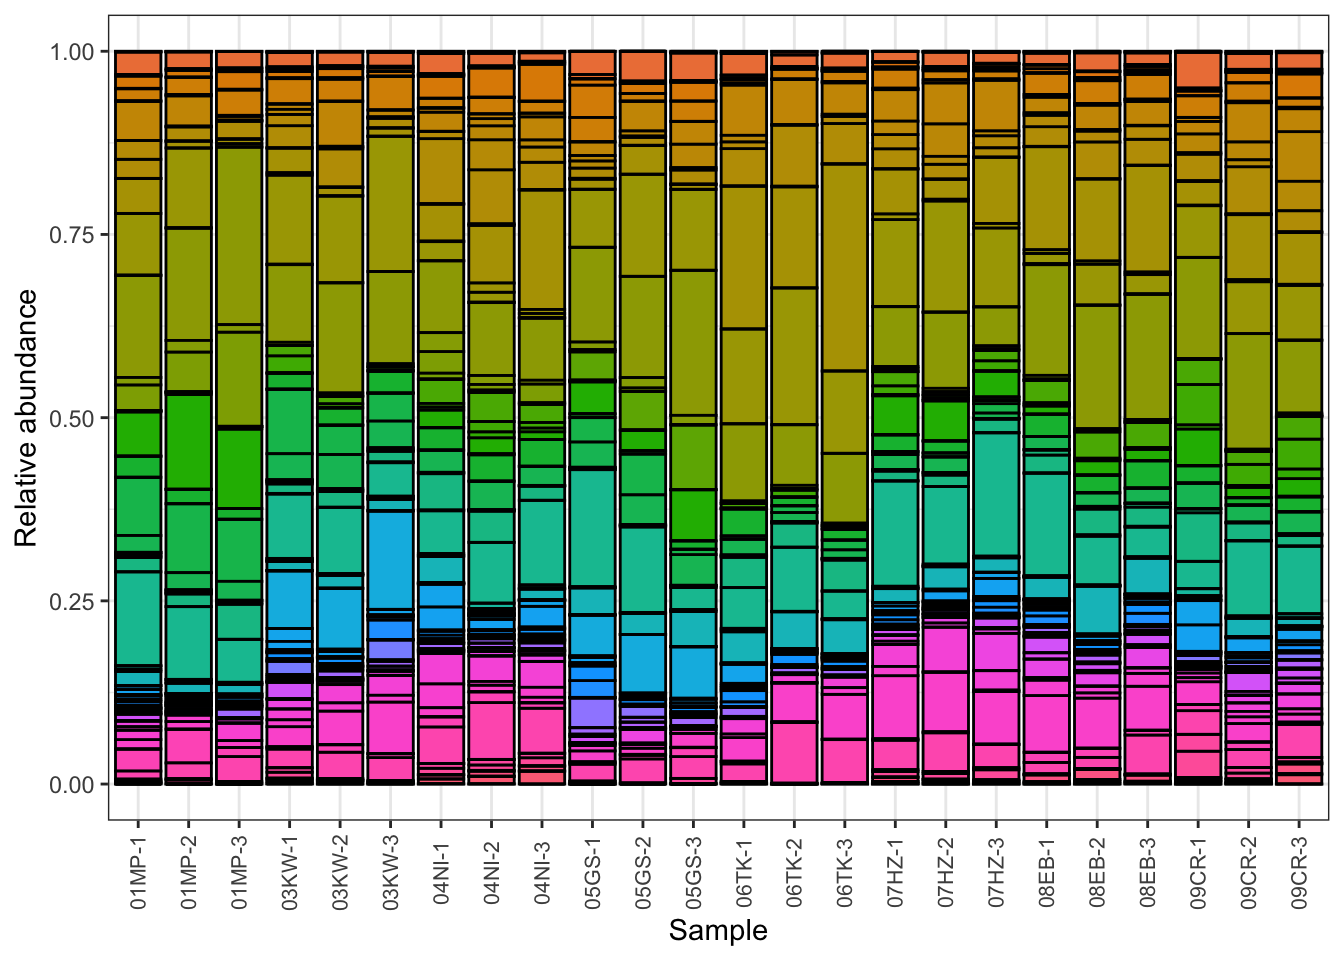 1.00
0.75
0.50
0.25
0.00
Relative abundance
01MP-1
01MP-2
01MP-3
03KW-1
03KW-2
03KW-3
04NI-1
04NI-2
04NI-3
05GS-1
05GS-2
05GS-3
06TK-1
06TK-2
06TK-3
07HZ-1
07HZ-2
07HZ-3
08EB-1
08EB-2
08EB-3
09CR-1
09CR-2
09CR-3
Sample